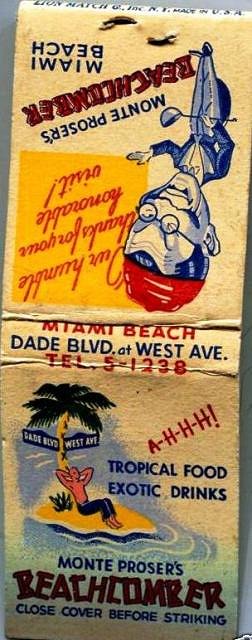 LION MATCH CO., INC. N.Y. MADE IN U.S.A.
MONTE PROSER'S
BEACHCOMBER
MIAMI
BEACH
Our humble
thanks for your
honorable
visit!
MIAMI BEACH
DADE BLVD. at WEST AVE.
TEL. 5-1238
DADE BLVD WEST AVE.
A-H-H-H!
TROPICAL FOOD
EXOTIC DRINKS
MONTE PROSER'S
BEACHCOMBER
CLOSE COVER BEFORE STRIKING